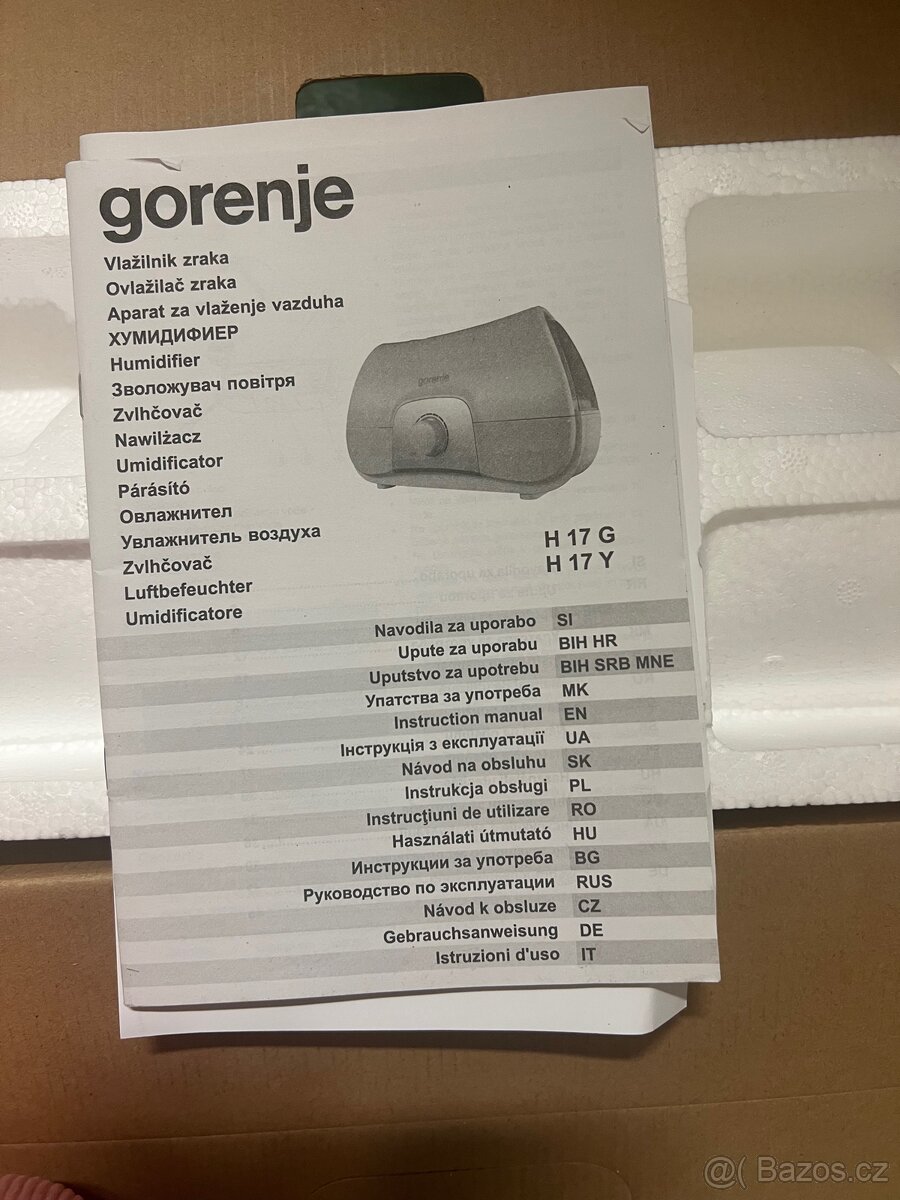 gorenje
Vlažilnik zraka
Ovlažilač zraka
Aparat za vlaženje vazduha
ХУМИДИФИЕР
Humidifier
Зволожувач повітря
Zvlhčovač
Nawilżacz
Umidificator
Párásító
Овлажнител
Увлажнитель воздуха
Zvlhčovač
Luftbefeuchter
Umidificatore
gorenje
H 17 G
H 17 Y
Navodila za uporabo SI
Upute za uporabu BIH HR
Uputstvo za upotrebu BIH SRB MNE
Упатства за употреба MK
Instruction manual EN
Інструкція з експлуатації UA
Návod na obsluhu SK
Instrukcja obsługi PL
Instrucţiuni de utilizare RO
Használati útmutató HU
Инструкции за употреба BG
Руководство по эксплуатации RUS
Návod k obsluze CZ
Gebrauchsanweisung DE
Istruzioni d'uso IT
@( Bazos.cz